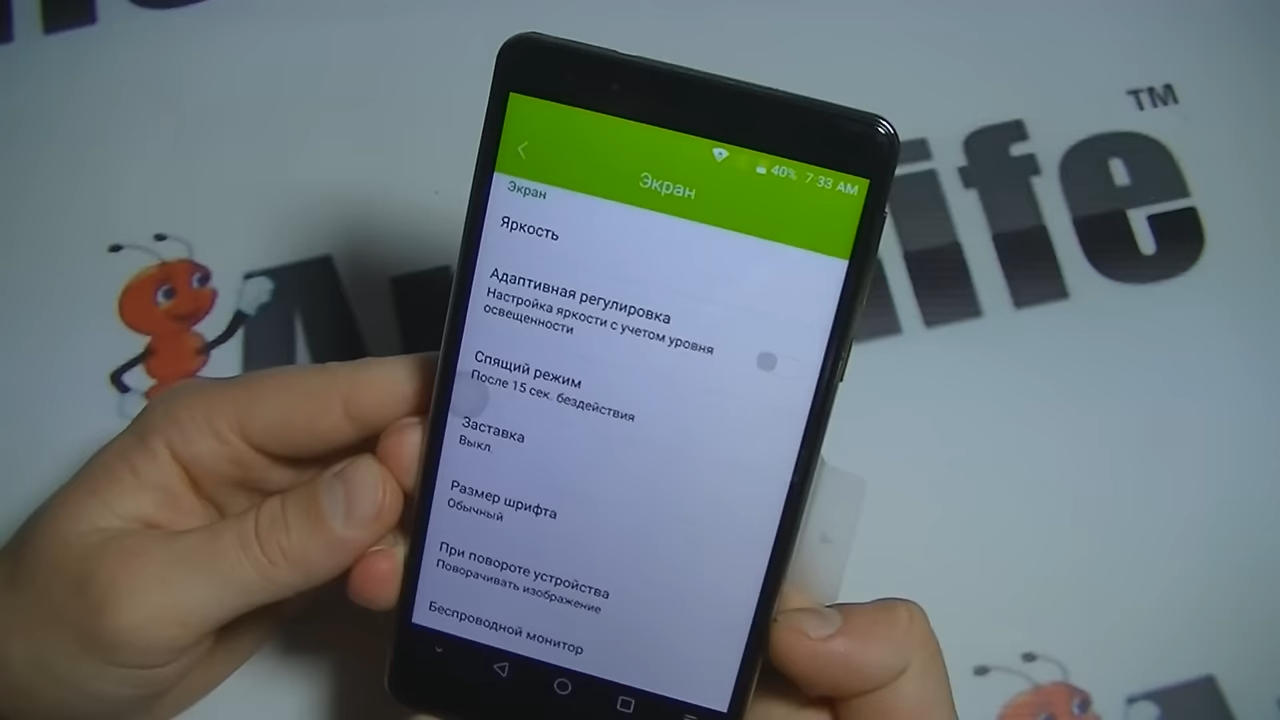 TM
40% 7:33 AM
Экран
Экран
Яркость
Адаптивная регулировка
Настройка яркости с учетом уровня
освещенности
Спящий режим
После 15 сек. бездействия
Заставка
Выкл.
Размер шрифта
Обычный
При повороте устройства
Поворачивать изображение
Беспроводной монитор